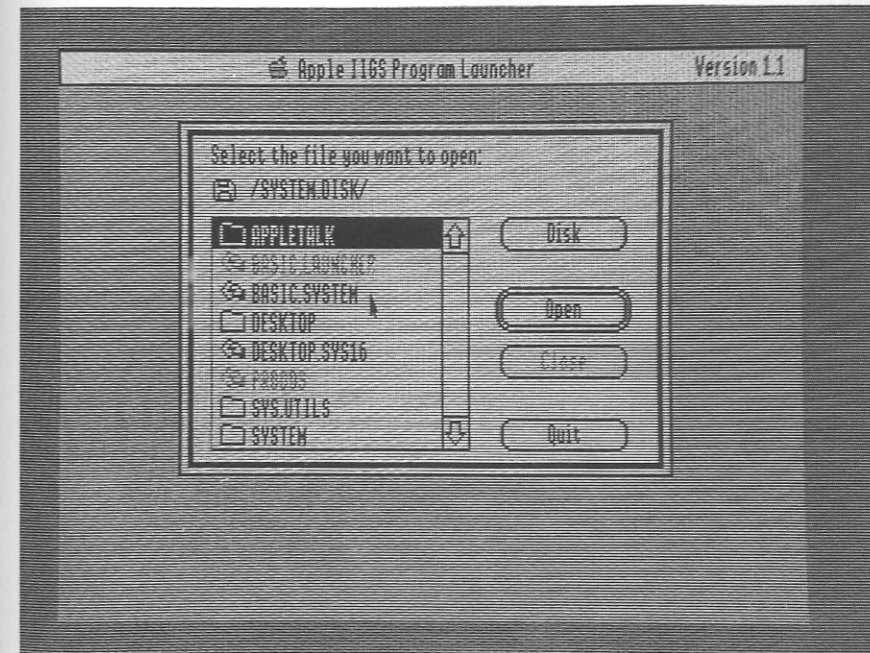 Apple IIGS Program Launcher
Version 1.1
Select the file you want to open:
/SYSTEM.DISK/
APPLETALK
BASIC.LAUNCHER
BASIC.SYSTEM
DESKTOP
DESKTOP.SYS16
PRODOS
SYS.UTILS
SYSTEM
Disk
Open
Close
Quit